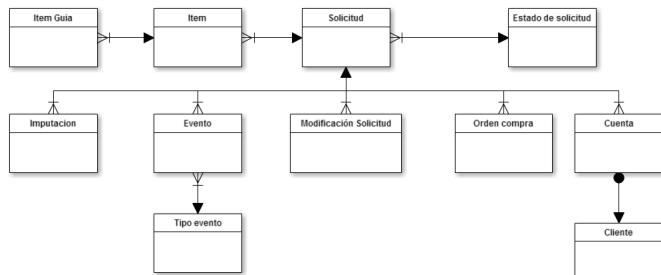 Item Guia
Item
Solicitud
Estado de solicitud
Imputacion
Evento
Modificación Solicitud
Orden compra
Cuenta
Tipo evento
Cliente